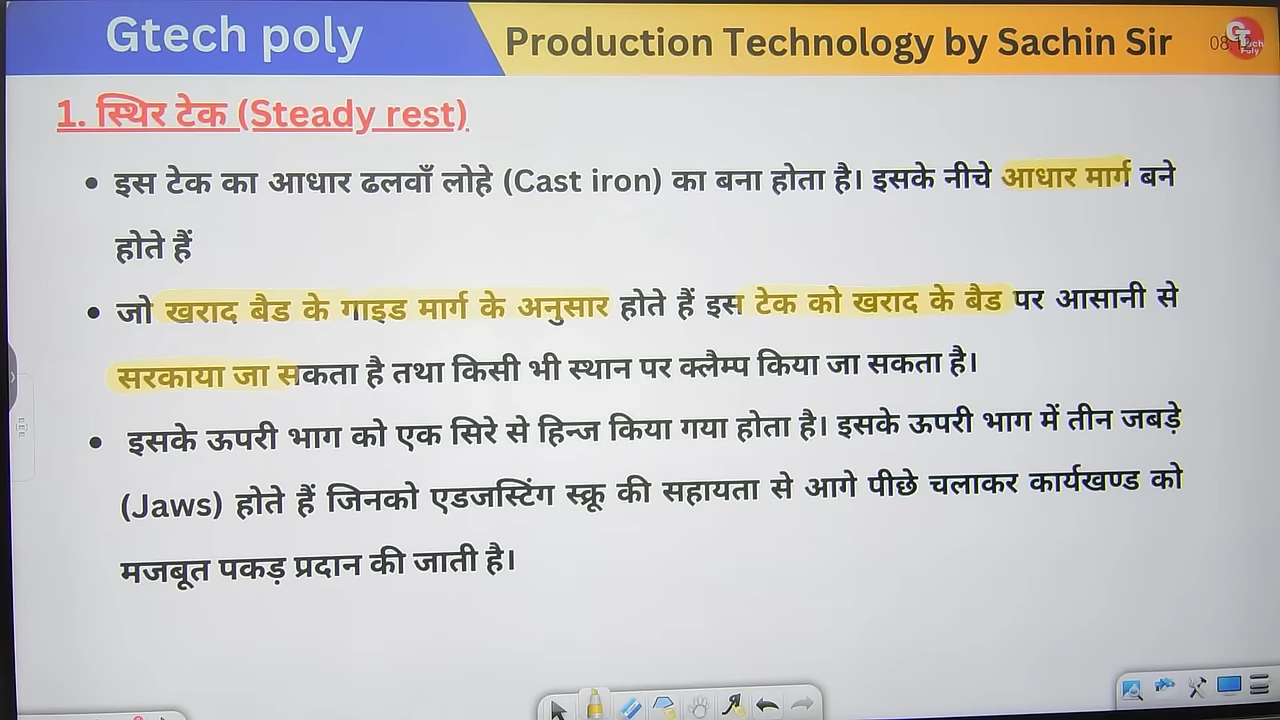 Gtech poly
Production Technology by Sachin Sir
1. स्थिर टेक (Steady rest)
• इस टेक का आधार ढलवाँ लोहे (Cast iron) का बना होता है। इसके नीचे आधार मार्ग बने
होते हैं
• जो खराद बैड के गाइड मार्ग के अनुसार होते हैं इस टेक को खराद के बैड पर आसानी से
सरकाया जा सकता है तथा किसी भी स्थान पर क्लैम्प किया जा सकता है।
• इसके ऊपरी भाग को एक सिरे से हिन्ज किया गया होता है। इसके ऊपरी भाग में तीन जबड़े
(Jaws) होते हैं जिनको एडजस्टिंग स्क्रू की सहायता से आगे पीछे चलाकर कार्यखण्ड को
मजबूत पकड़ प्रदान की जाती है।